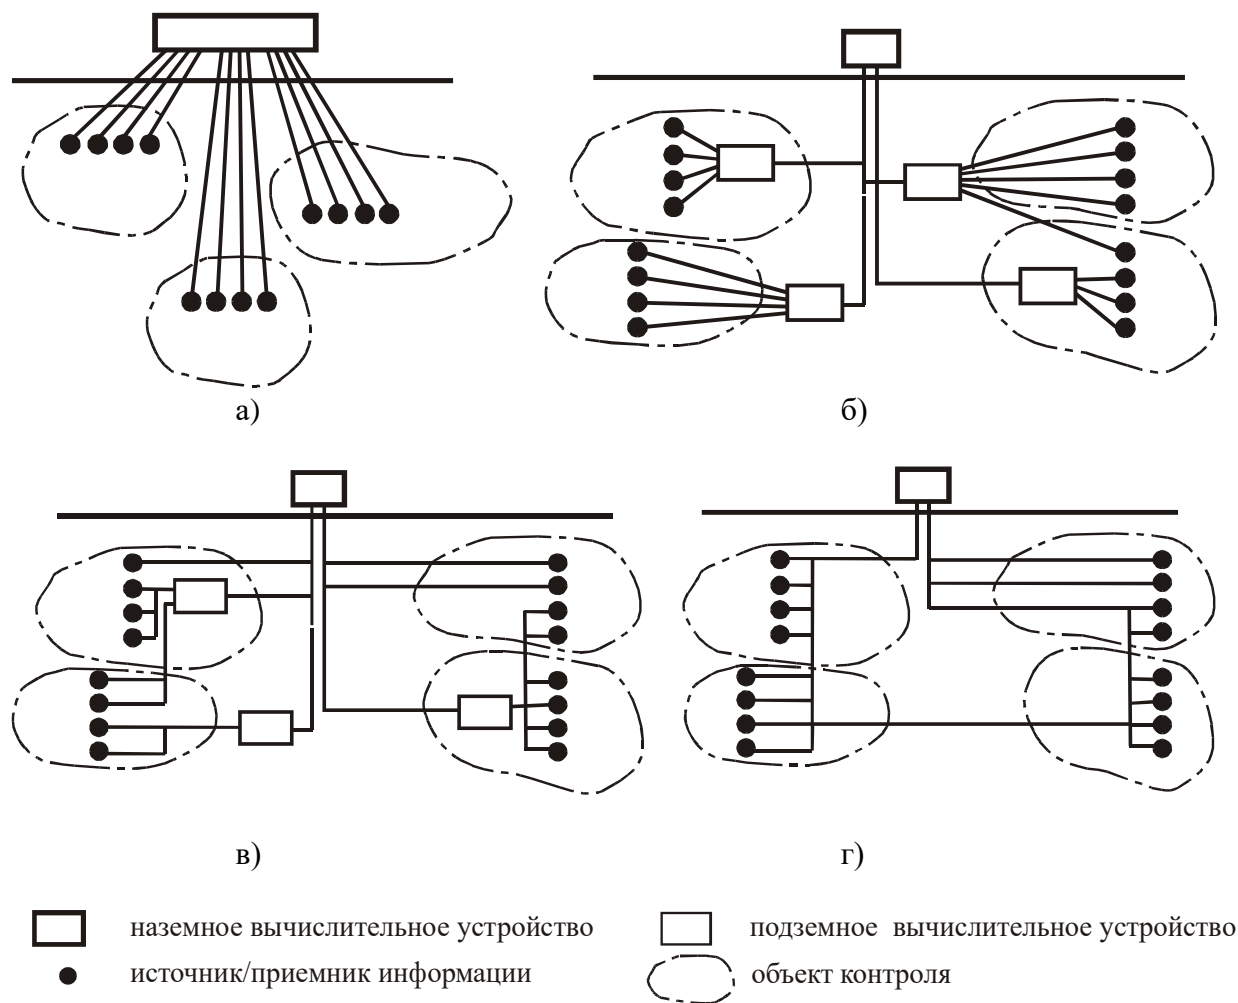 а)
б)
в)
г)
наземное вычислительное устройство
подземное вычислительное устройство
источник/приемник информации
объект контроля